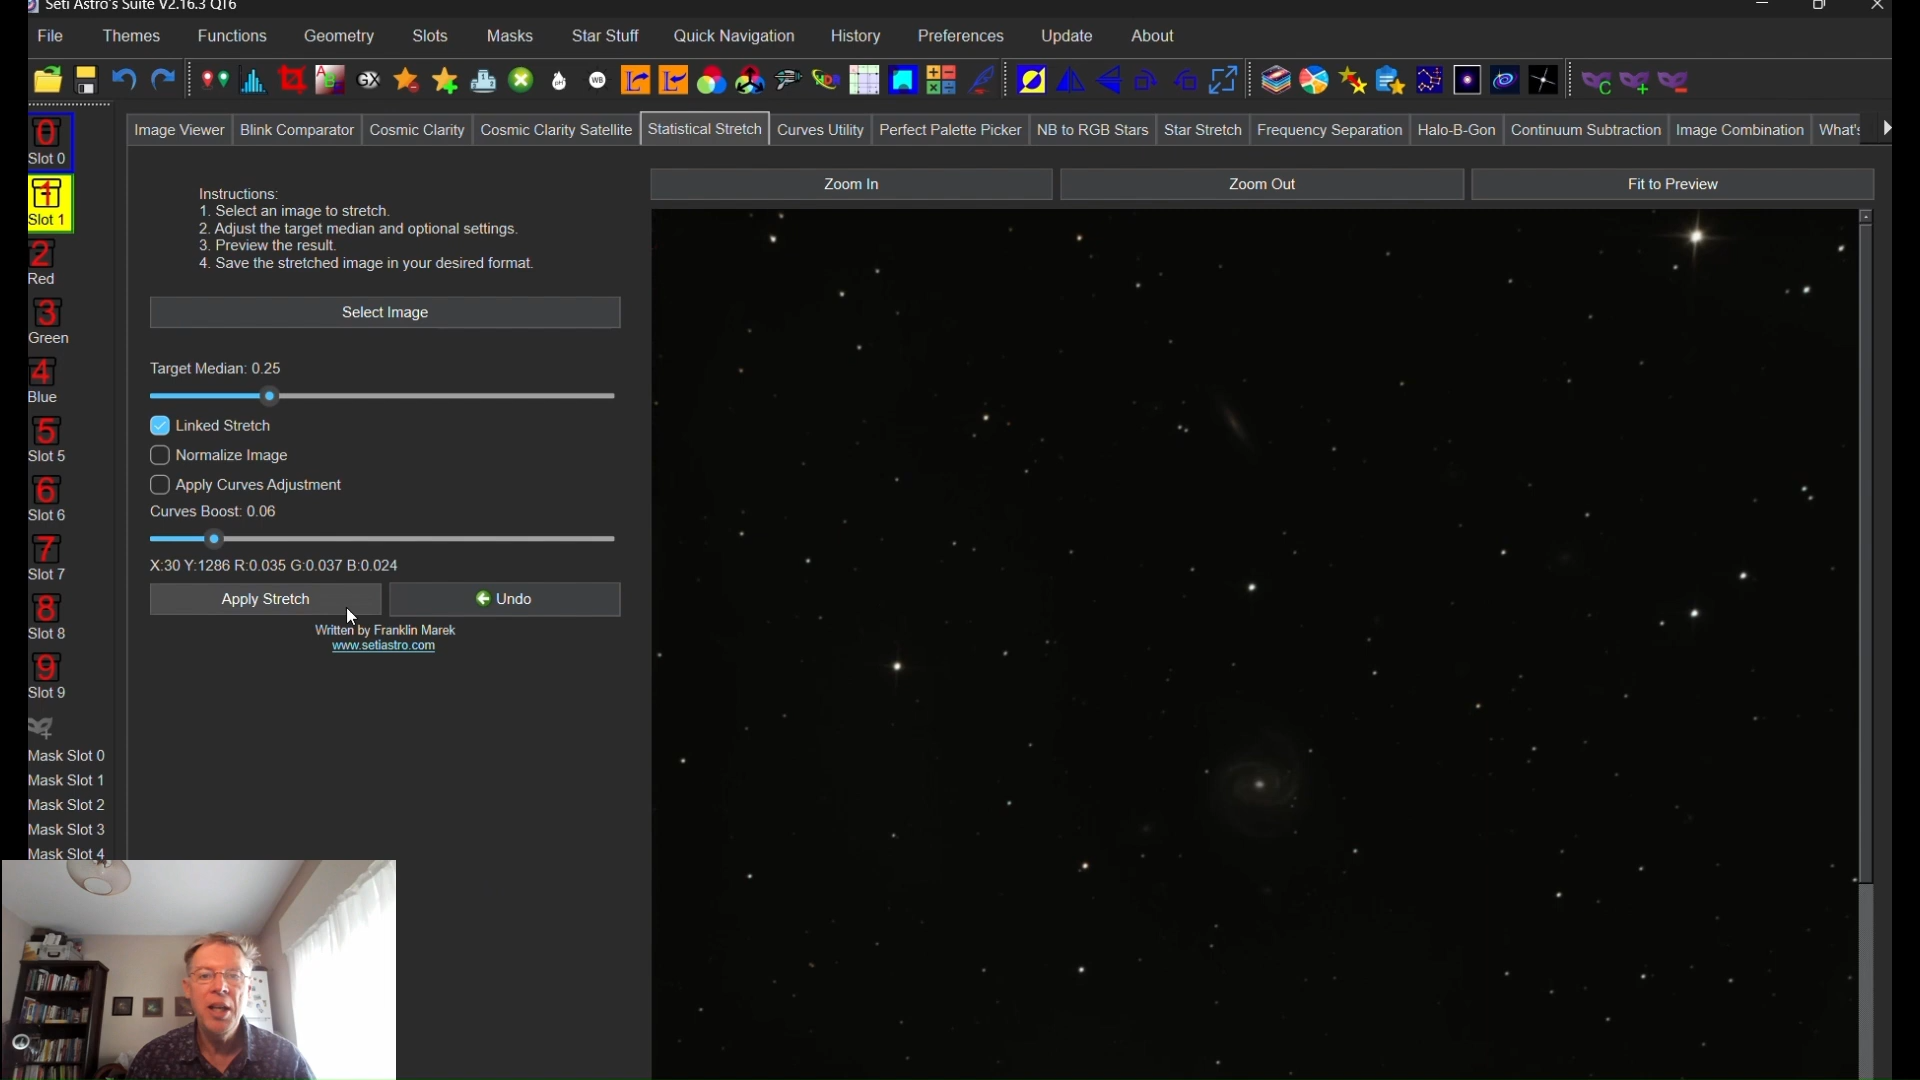 Seti Astro's Suite V2.16.3 QT6
File Themes Functions Geometry Slots Masks Star Stuff Quick Navigation History Preferences Update About
Image Viewer Blink Comparator Cosmic Clarity Cosmic Clarity Satellite Statistical Stretch Curves Utility Perfect Palette Picker NB to RGB Stars Star Stretch Frequency Separation Halo-B-Gon Continuum Subtraction Image Combination What's
0
Slot 0
1
Slot 1
2
Red
3
Green
4
Blue
5
Slot 5
6
Slot 6
7
Slot 7
8
Slot 8
9
Slot 9
Mask Slot 0
Mask Slot 1
Mask Slot 2
Mask Slot 3
Mask Slot 4
Instructions:
1. Select an image to stretch.
2. Adjust the target median and optional settings.
3. Preview the result.
4. Save the stretched image in your desired format.
Select Image
Target Median: 0.25
Linked Stretch
Normalize Image
Apply Curves Adjustment
Curves Boost: 0.06
X:30 Y:1286 R:0.035 G:0.037 B:0.024
Apply Stretch Undo
Written by Franklin Marek
www.setiastro.com
Zoom In Zoom Out Fit to Preview